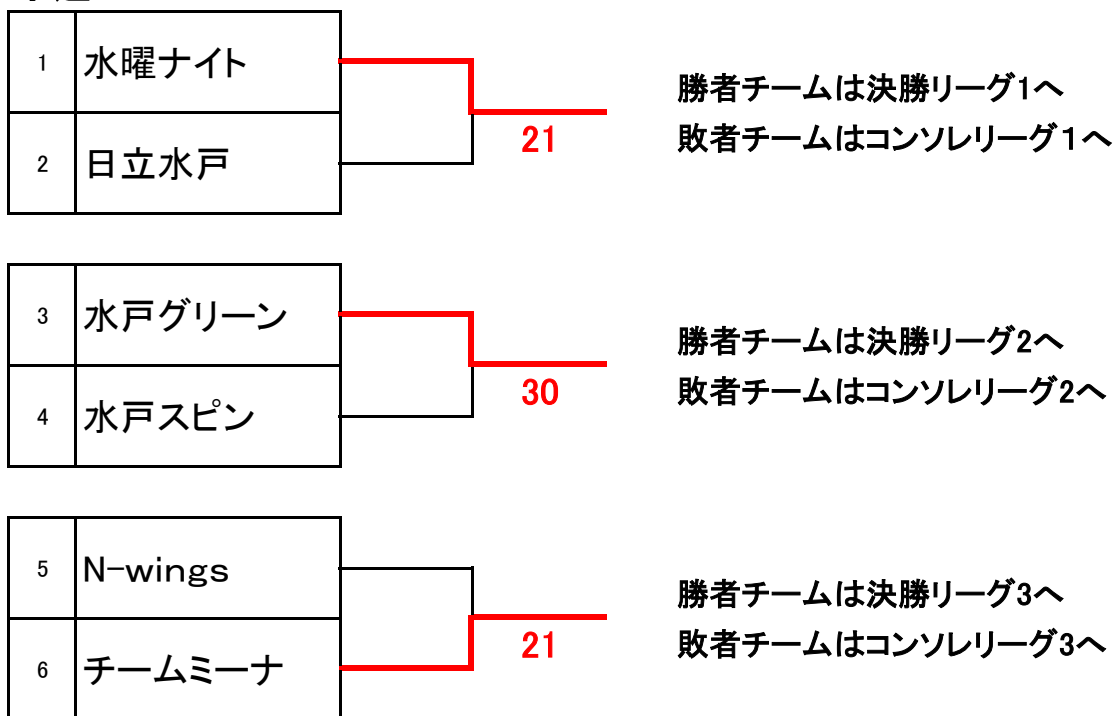 1 水曜ナイト
勝者チームは決勝リーグ1へ
21
敗者チームはコンソレリーグ１へ
2 日立水戸
3 水戸グリーン
勝者チームは決勝リーグ2へ
30
敗者チームはコンソレリーグ2へ
4 水戸スピン
5 N-wings
勝者チームは決勝リーグ3へ
21
敗者チームはコンソレリーグ3へ
6 チームミーナ